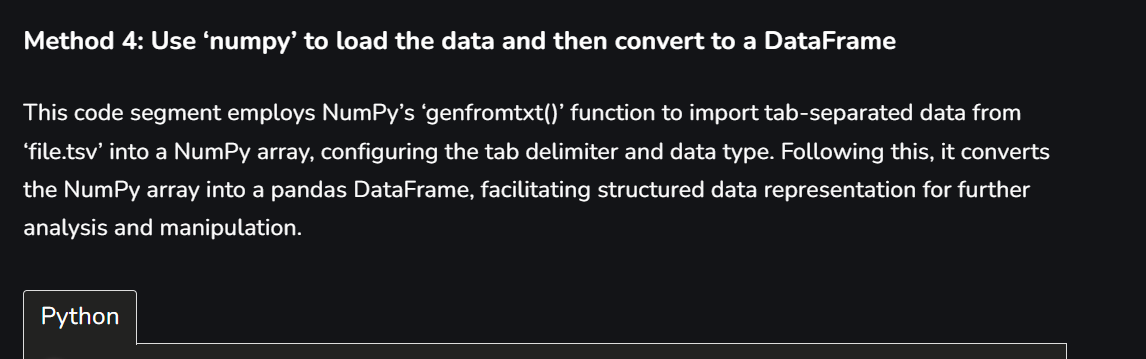 Method 4: Use ‘numpy’ to load the data and then convert to a DataFrame
This code segment employs NumPy’s ‘genfromtxt()’ function to import tab-separated data from
‘file.tsv’ into a NumPy array, configuring the tab delimiter and data type. Following this, it converts
the NumPy array into a pandas DataFrame, facilitating structured data representation for further
analysis and manipulation.
Python